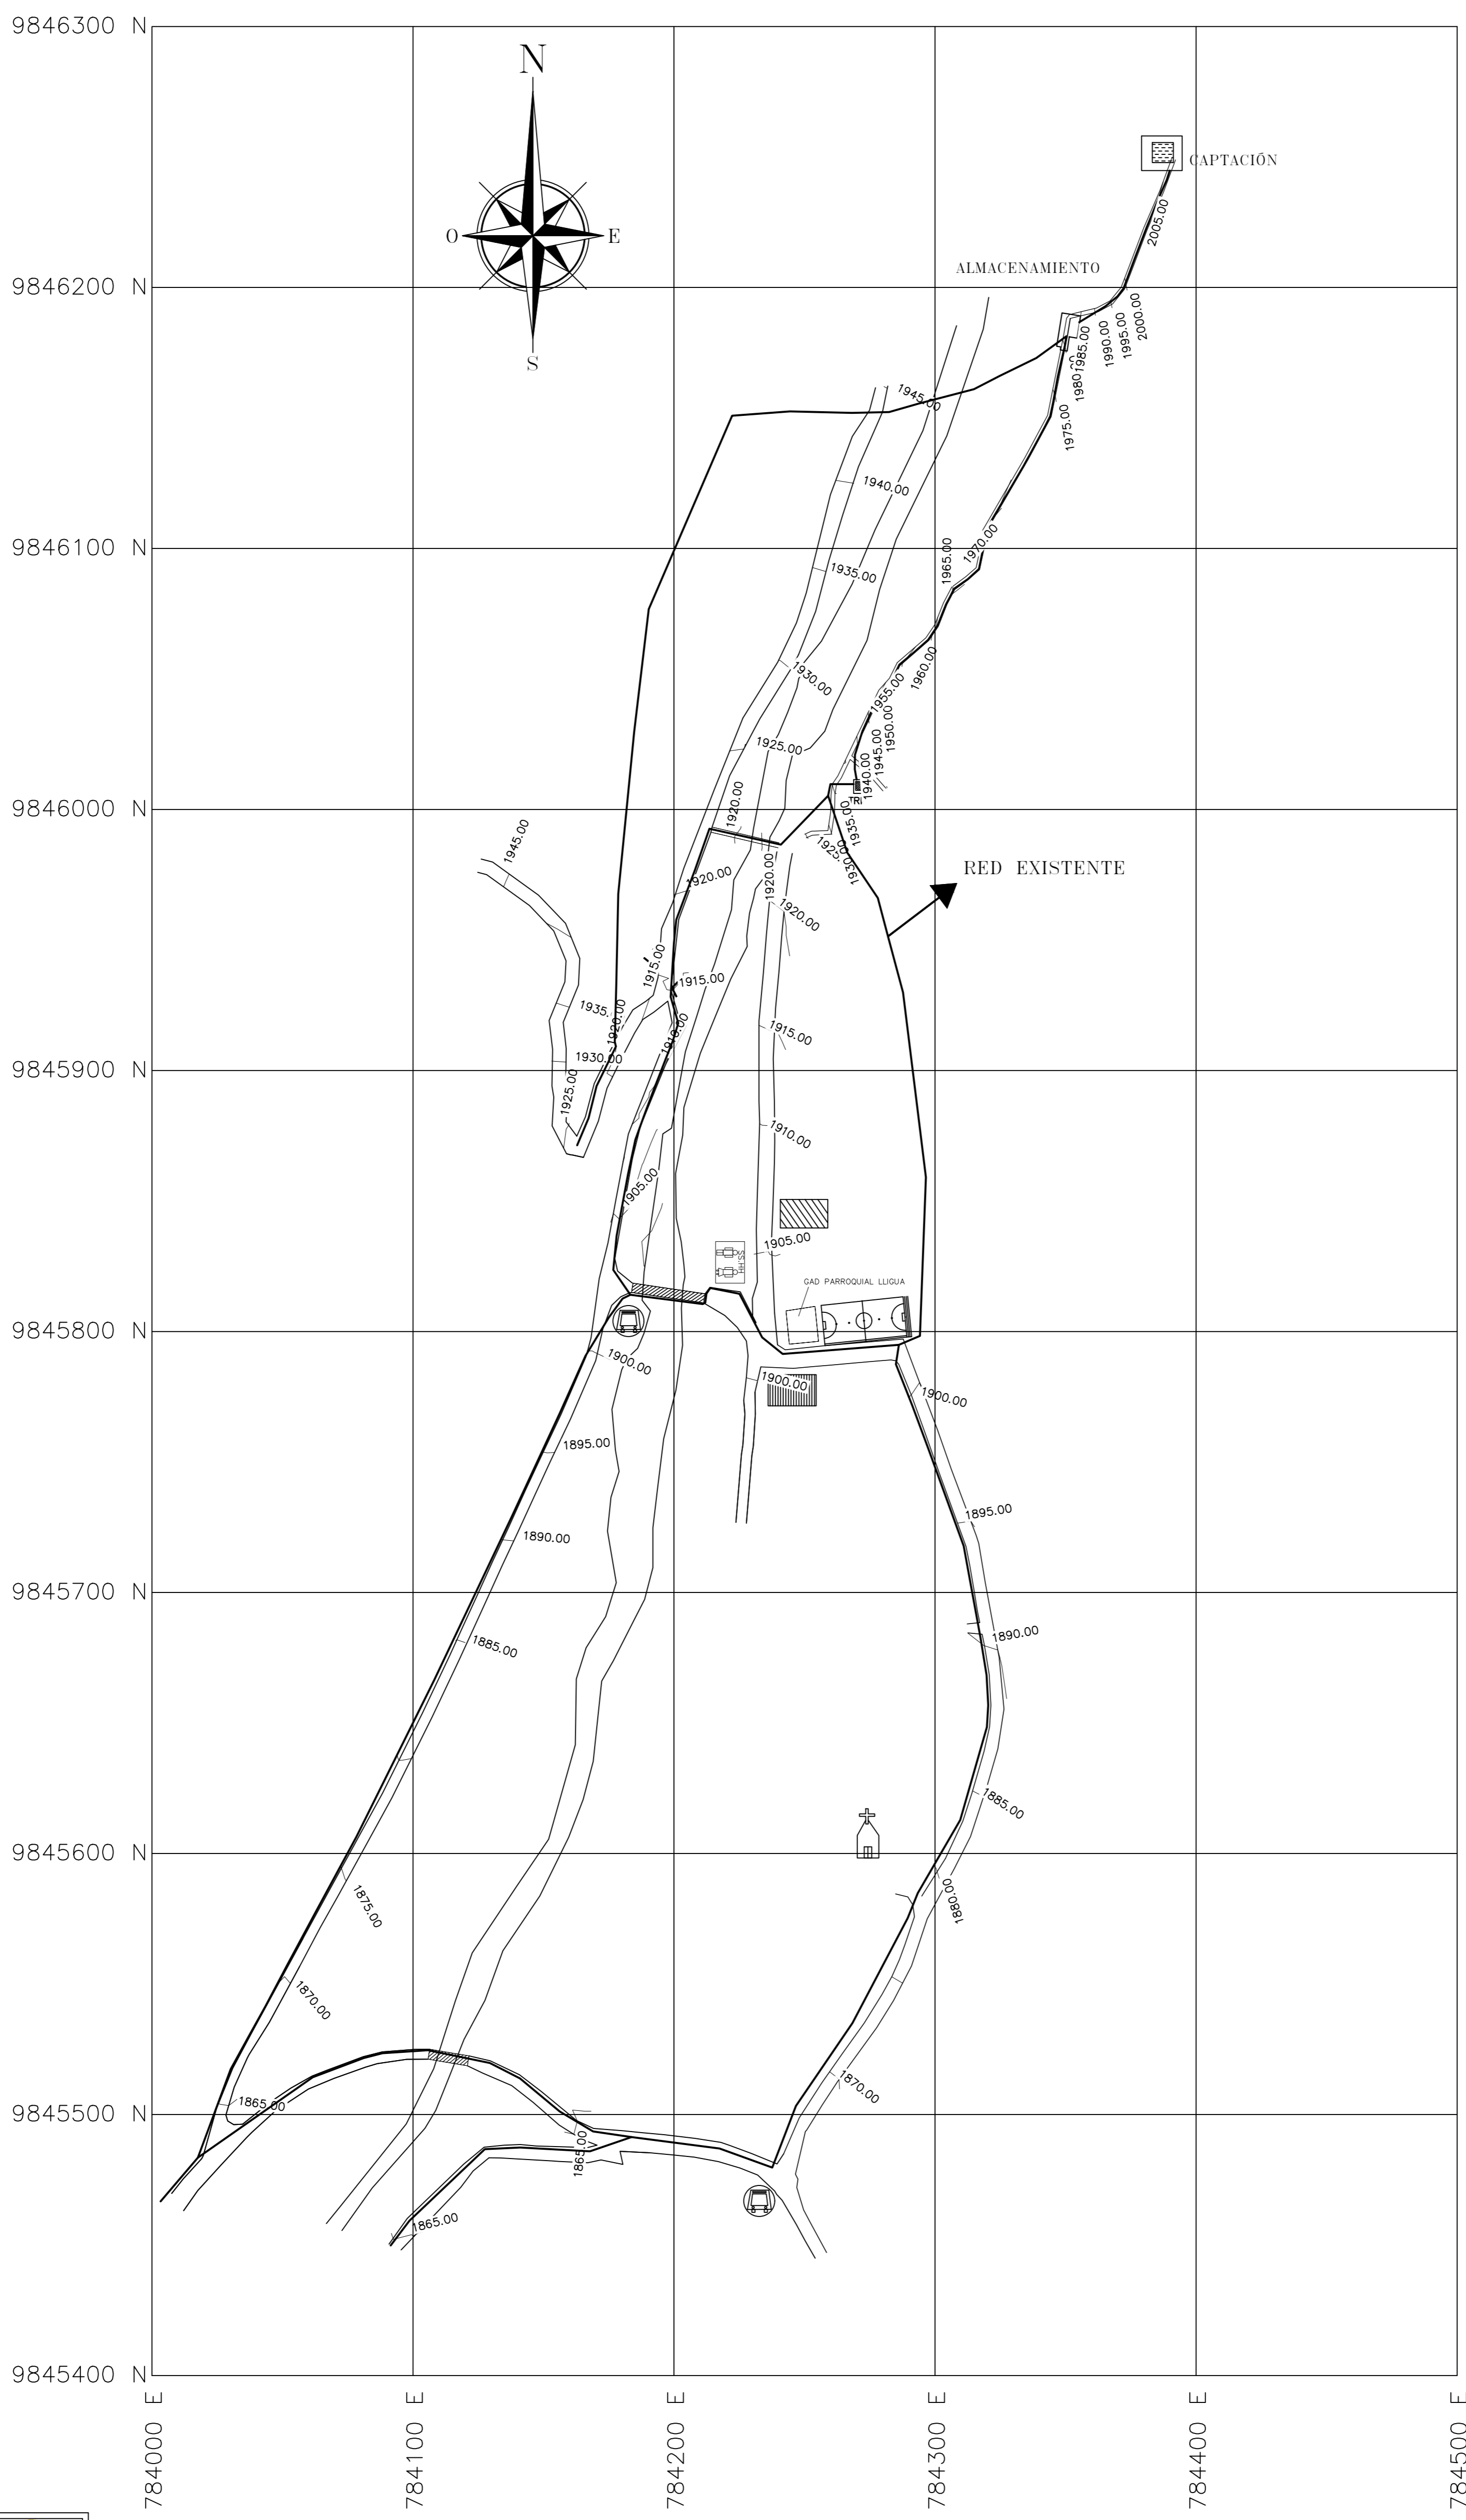 9846300 N
N
CAPTACIÓN
O
E
2005.00
ALMACENAMIENTO
9846200 N
2000.00
1995.00
1990.00
1985.00
S
1980
1945.00
1975.00
1940.00
9846100 N
1965.00
1970.00
1935.00
1960.00
1930.00
1955.00
1950.00
1925.00
1945.00
1940.00
TRI
9846000 N
1920.00
1935.00
1945.00
1925.
1930.00
RED EXISTENTE
1920.00
1920.00
1920.00
1915.00
1915.00
1935.
1920.00
1910.00
1915.00
9845900 N
1930.00
1925.00
1910.00
1905.00
1905.00
SS.HH
GAD PARROQUIAL LLIGUA
9845800 N
1900.00
1900.00
1900.00
1895.00
1895.00
1890.00
9845700 N
1885.00
1890.00
1885.00
9845600 N
1875.00
1880.00
1870.00
1870.00
9845500 N
1865.00
1865.00
1865.00
9845400 N
784000 E
784100 E
784200 E
784300 E
784400 E
784500 E